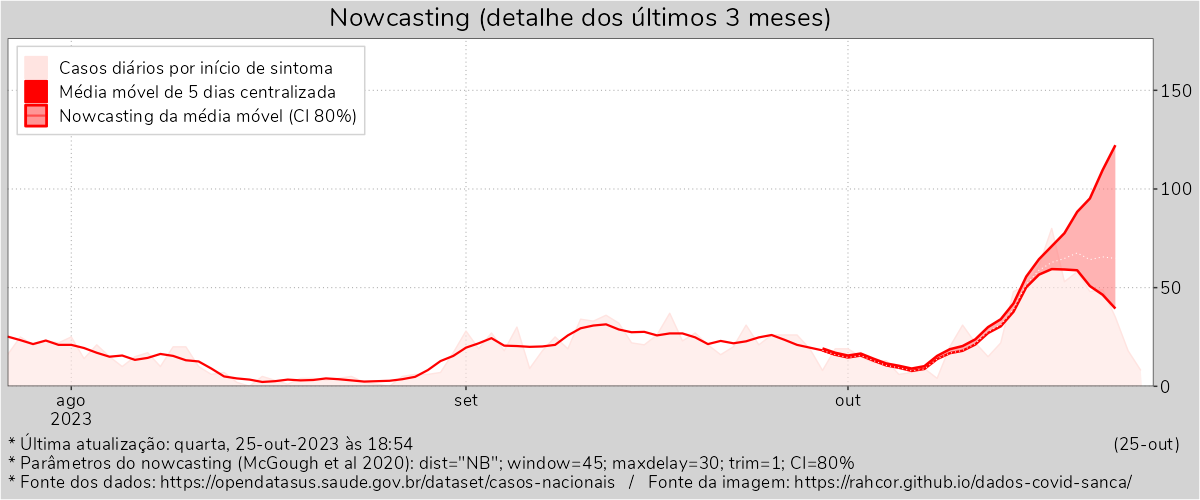 Nowcasting (detalhe dos últimos 3 meses)
Casos diários por início de sintoma
Média móvel de 5 dias centralizada
Nowcasting da média móvel (CI 80%)
150
100
50
0
ago
2023
set
out
* Última atualização: quarta, 25-out-2023 às 18:54
(25-out)
* Parâmetros do nowcasting (McGough et al 2020): dist="NB"; window=45; maxdelay=30; trim=1; CI=80%
* Fonte dos dados: https://opendatasus.saude.gov.br/dataset/casos-nacionais / Fonte da imagem: https://rahcor.github.io/dados-covid-sanca/